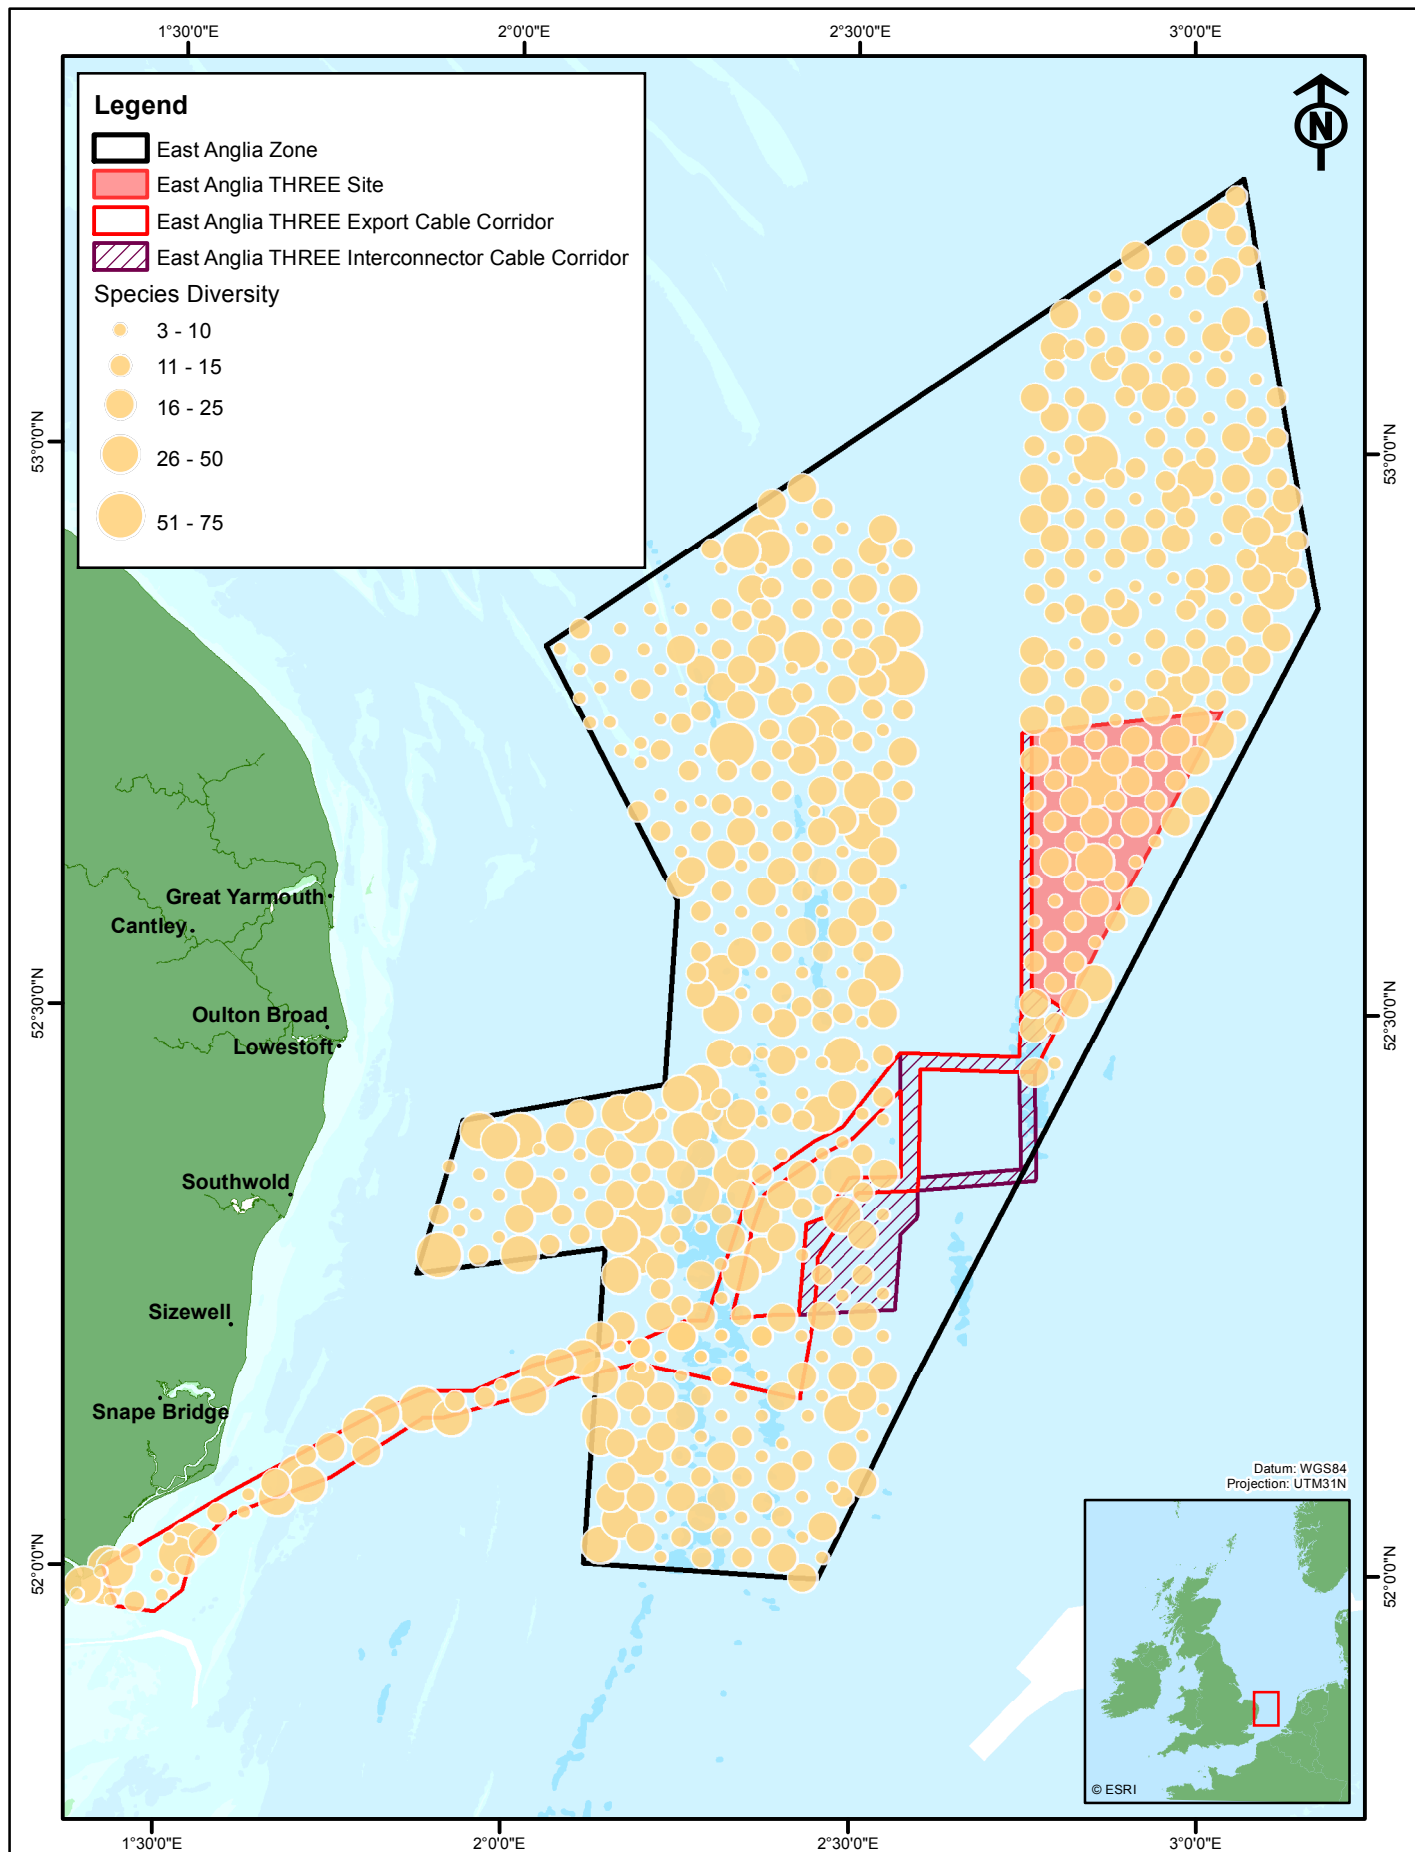 1°30'0"E
2°0'0"E
2°30'0"E
3°0'0"E
Legend
East Anglia Zone
East Anglia THREE Site
East Anglia THREE Export Cable Corridor
East Anglia THREE Interconnector Cable Corridor
Species Diversity
3 - 10
11 - 15
16 - 25
26 - 50
51 - 75
N
53°0'0"N
53°0'0"N
Great Yarmouth
Cantley
52°30'0"N
52°30'0"N
Oulton Broad
Lowestoft
Southwold
Sizewell
Snape Bridge
Datum: WGS84
Projection: UTM31N
52°0'0"N
52°0'0"N
© ESRI
1°30'0"E
2°0'0"E
2°30'0"E
3°0'0"E